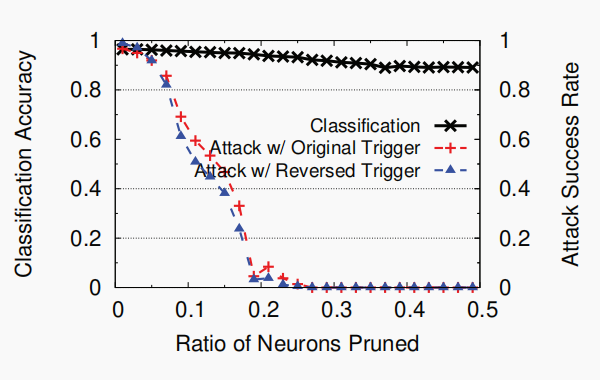 Classification Accuracy
1
0.8
0.6
0.4
0.2
0
Classification
Attack w/ Original Trigger
Attack w/ Reversed Trigger
1
0.8
0.6
0.4
0.2
0
Attack Success Rate
0 0.1 0.2 0.3 0.4 0.5
Ratio of Neurons Pruned